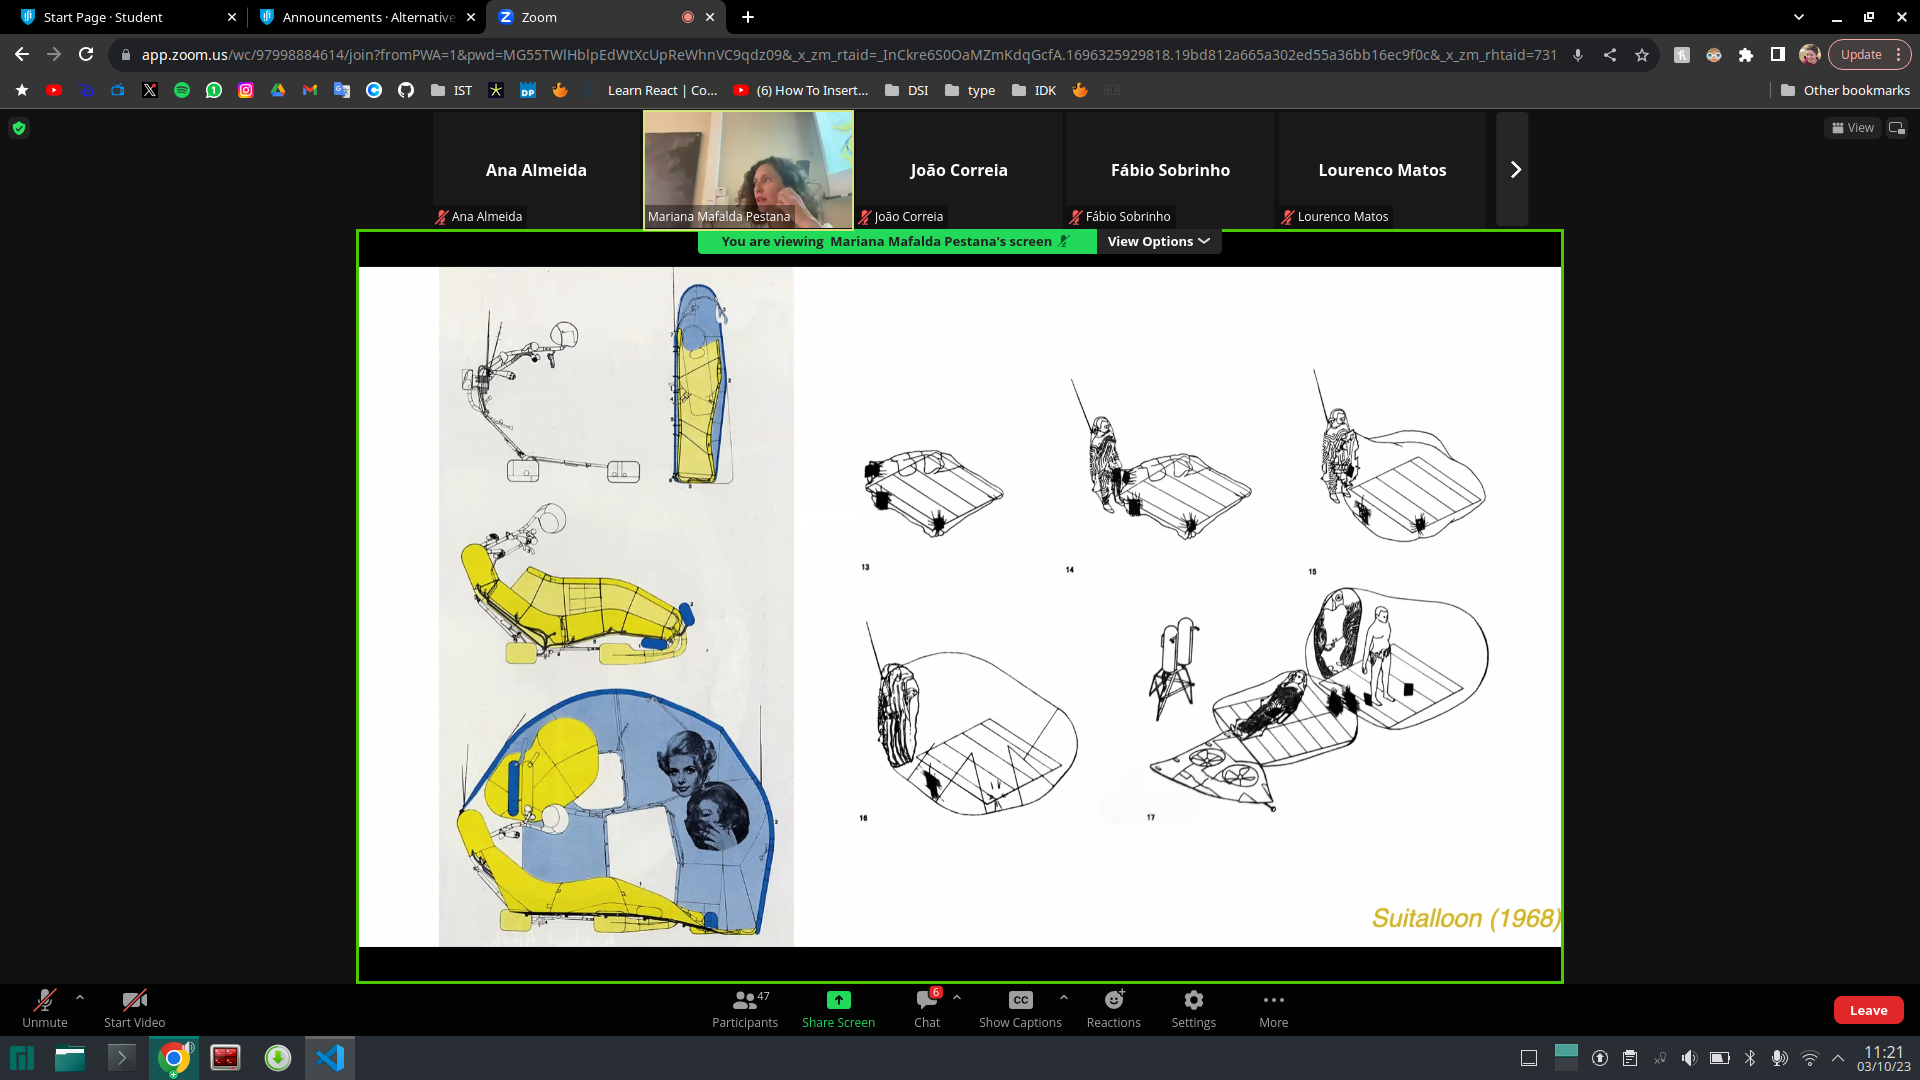 Start Page · Student
Announcements · Alternative
Zoom
app.zoom.us/wc/97998884614/join?fromPWA=1&pwd=MG55TWlHblpEdWtXcUpReWhnVC9qdz09&_x_zm_rtaid=_InCkre6S0OaMZmKdqGcfA.1696325929818.19bd812a665a302ed55a36bb16ec9f0c&_x_zm_rhtaid=731
Update
IST
DP
Learn React | Co...
(6) How To Insert...
DSI
type
IDK
Other bookmarks
View
Ana Almeida
João Correia
Fábio Sobrinho
Lourenco Matos
Ana Almeida
Mariana Mafalda Pestana
João Correia
Fábio Sobrinho
Lourenco Matos
You are viewing Mariana Mafalda Pestana's screen
View Options
13
14
15
16
17
Suitalloon (1968)
Unmute
Start Video
Participants
47
Share Screen
Chat
6
CC
Show Captions
Reactions
Settings
More
Leave
11:21
03/10/23